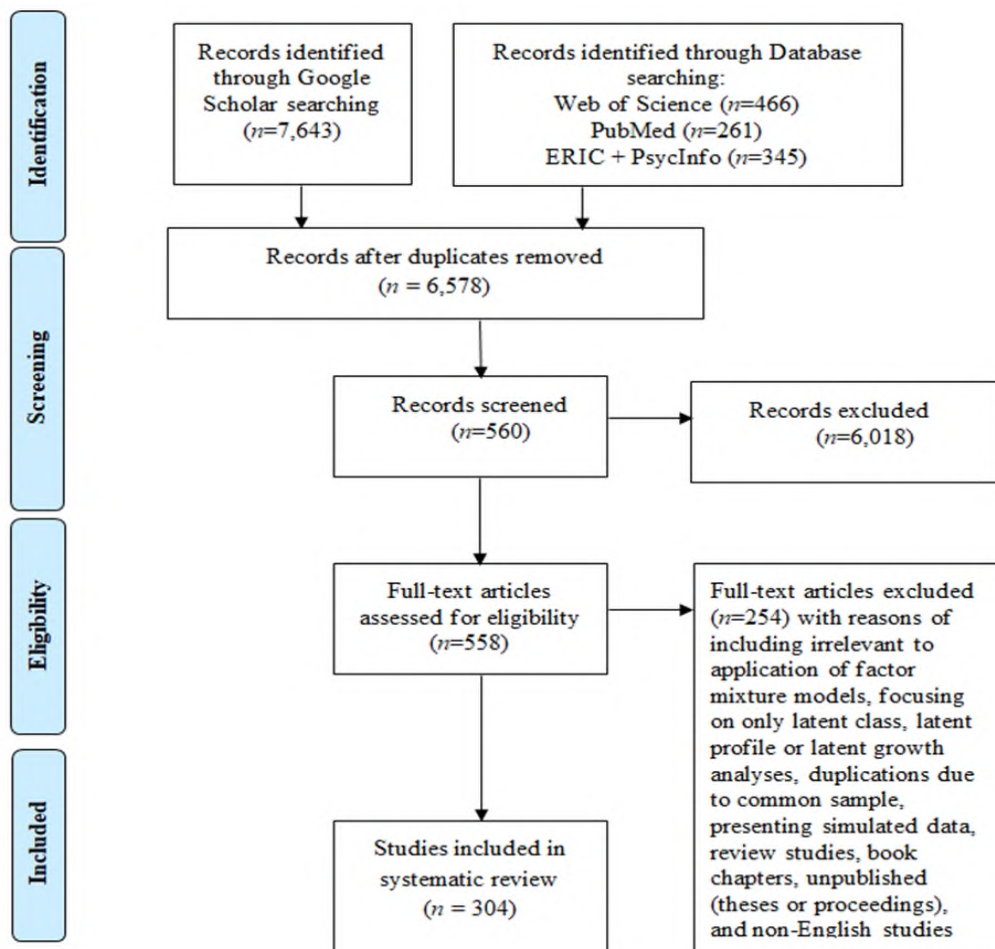 Identification
Records identified
through Google
Scholar searching
(n=7,643)
Records identified through Database
searching:
Web of Science (n=466)
PubMed (n=261)
ERIC + PsycInfo (n=345)
Records after duplicates removed
(n = 6,578)
Screening
Records screened
(n=560)
Records excluded
(n=6,018)
Eligibility
Full-text articles
assessed for eligibility
(n=558)
Full-text articles excluded
(n=254) with reasons of
including irrelevant to
application of factor
mixture models, focusing
on only latent class, latent
profile or latent growth
analyses, duplications due
to common sample,
presenting simulated data,
review studies, book
chapters, unpublished
(theses or proceedings),
and non-English studies
Included
Studies included in
systematic review
(n = 304)